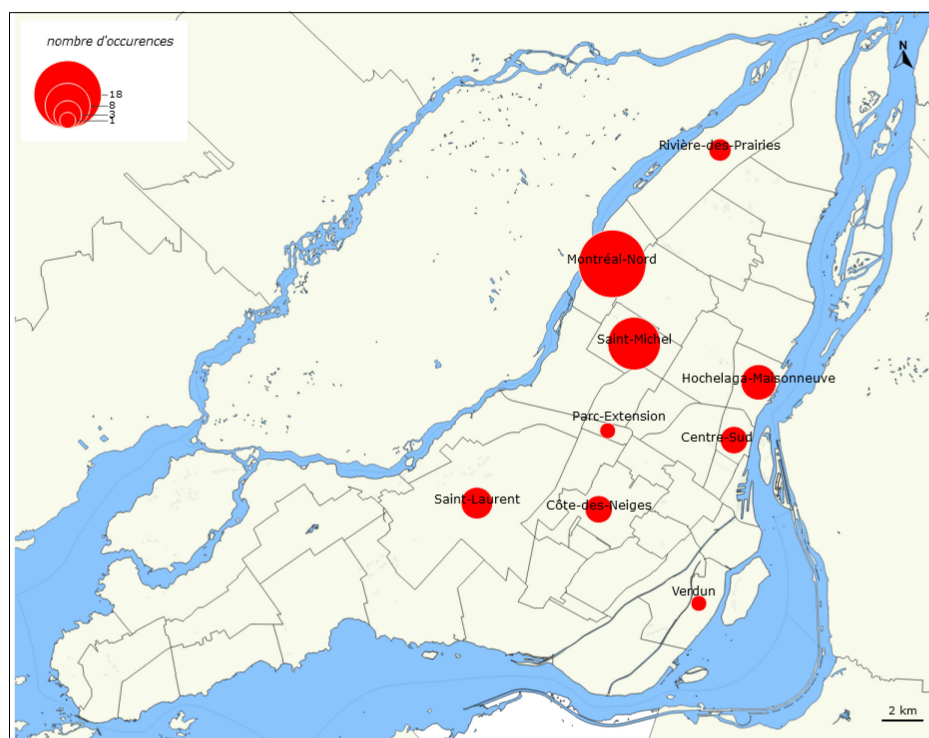 nombre d'occurences
18
8
3
1
N
Rivière-des-Prairies
Montréal-Nord
Saint-Michel
Hochelaga-Maisonneuve
Parc-Extension
Centre-Sud
Saint-Laurent
Côte-des-Neiges
Verdun
2 km